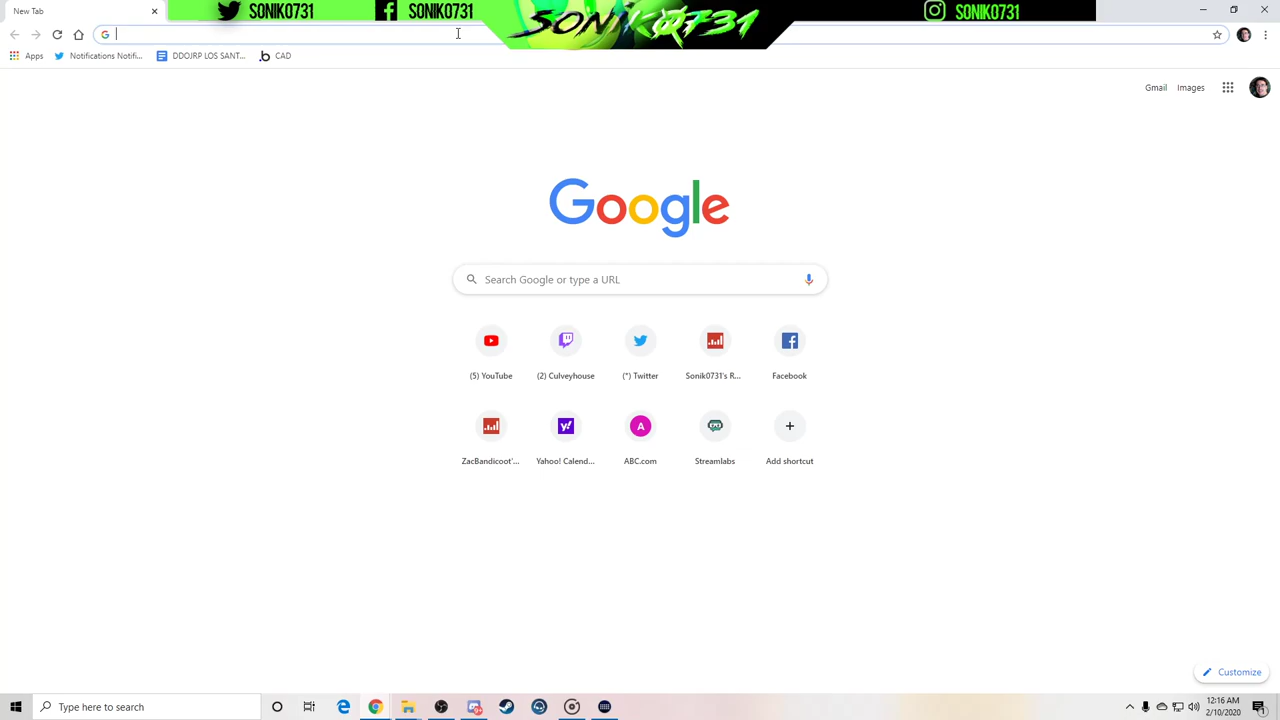 New Tab
SONIK0731
SONIK0731
SONIK0731
SONIK0731
Apps
Notifications Notifi...
DDOJRP LOS SANT...
CAD
Gmail
Images
Google
Search Google or type a URL
(5) YouTube
(2) Culveyhouse
(*) Twitter
Sonik0731's R...
Facebook
ZacBandicoot'...
Yahoo! Calend...
A
ABC.com
Streamlabs
Add shortcut
Customize
Type here to search
12:16 AM
2/10/2020